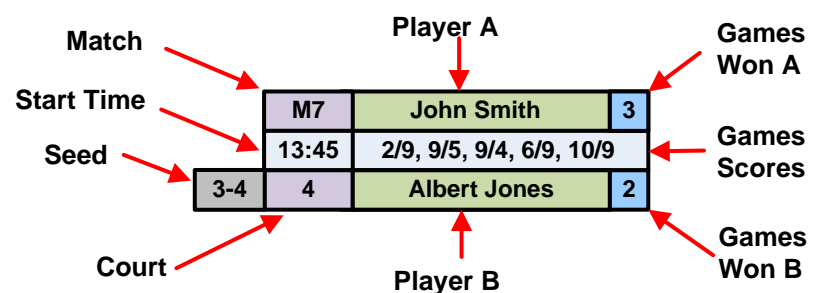 Match
Player A
Games
Won A
Start Time
M7 John Smith 3
13:45 2/9, 9/5, 9/4, 6/9, 10/9
Games
Scores
Seed
3-4 4 Albert Jones 2
Court
Player B
Games
Won B